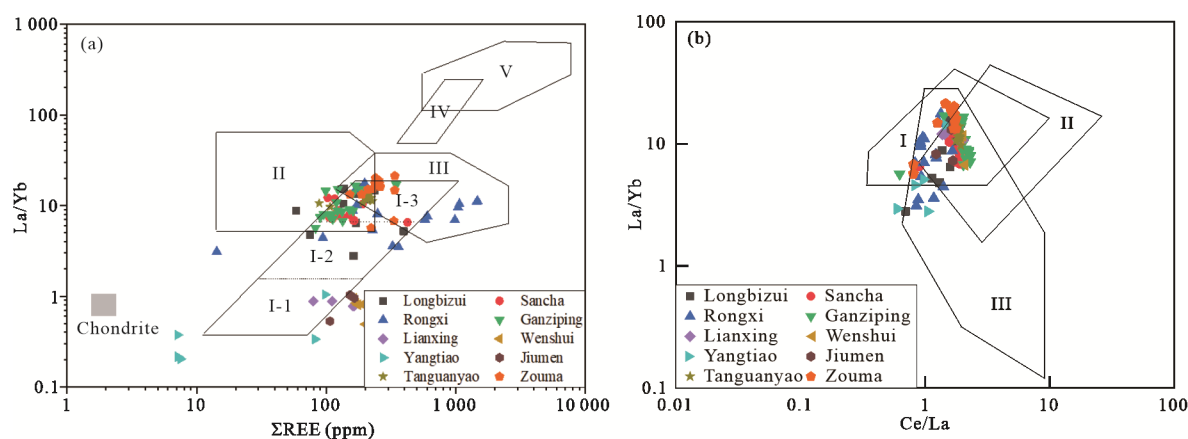 (a)
1 000
100
10
1
0.1
La/Yb
V
IV
II
III
I-3
I-2
I-1
Chondrite
Longbizui
Sancha
Rongxi
Ganziping
Lianxing
Wenshui
Yangtiao
Jiumen
Tanguanyao
Zouma
1
10
100
1 000
10 000
ΣREE (ppm)
(b)
100
10
1
0.1
La/Yb
I
II
III
Longbizui
Sancha
Rongxi
Ganziping
Lianxing
Wenshui
Yangtiao
Jiumen
Tanguanyao
Zouma
0.01
0.1
1
10
100
Ce/La